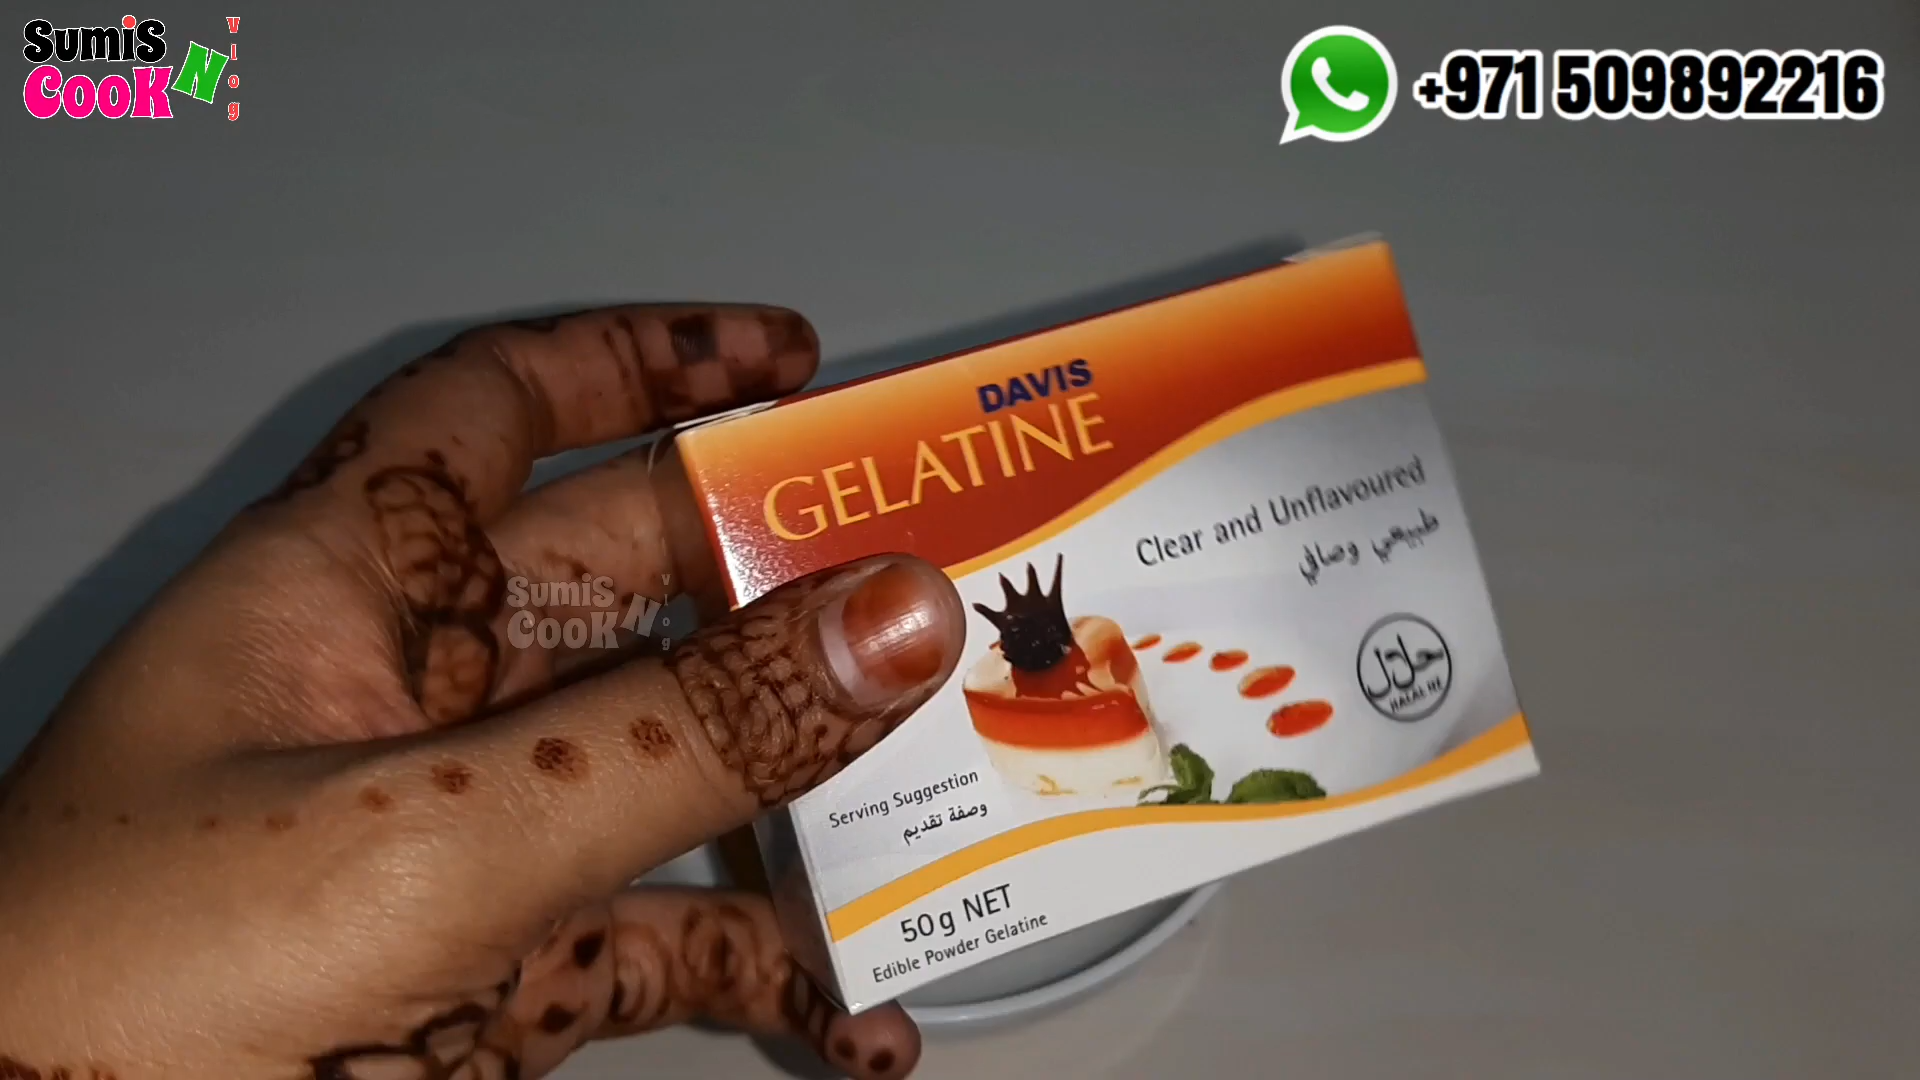 SumiS
CooK N
Vlog
+971 509892216
DAVIS
GELATINE
Clear and Unflavoured
طبيعي وصافي
حلال
Serving Suggestion
وصفة تقديم
50g NET
Edible Powder Gelatine
SumiS
CooK N
Vlog